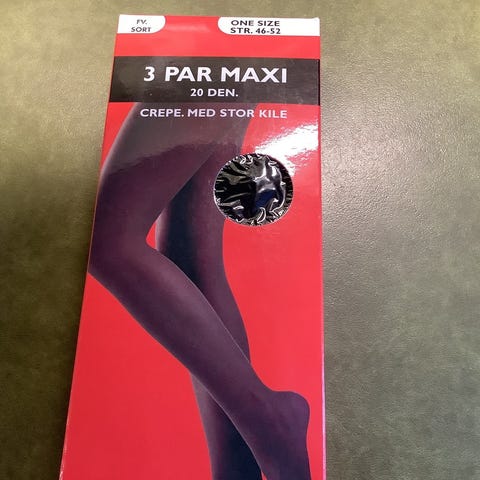 FV.
SORT
ONE SIZE
STR. 46-52
3 PAR MAXI
20 DEN.
CREPE. MED STOR KILE